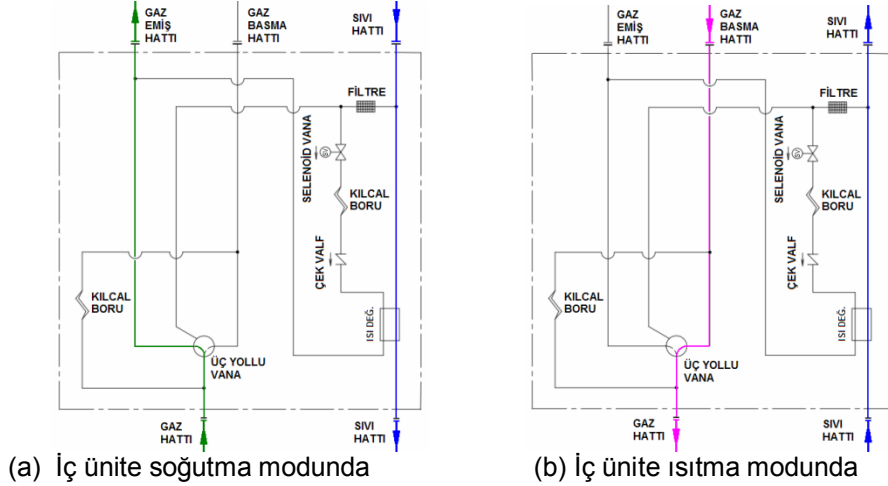 GAZ
EMİŞ
HATTI
GAZ
BASMA
HATTI
SIVI
HATTI
FİLTRE
SELENOİD VANA
SV
KILCAL
BORU
ÇEK VALF
KILCAL
BORU
ISI DEĞ.
ÜÇ YOLLU
VANA
GAZ
HATTI
SIVI
HATTI
(a) İç ünite soğutma modunda
GAZ
EMİŞ
HATTI
GAZ
BASMA
HATTI
SIVI
HATTI
FİLTRE
SELENOİD VANA
SV
KILCAL
BORU
ÇEK VALF
KILCAL
BORU
ISI DEĞ.
ÜÇ YOLLU
VANA
GAZ
HATTI
SIVI
HATTI
(b) İç ünite ısıtma modunda